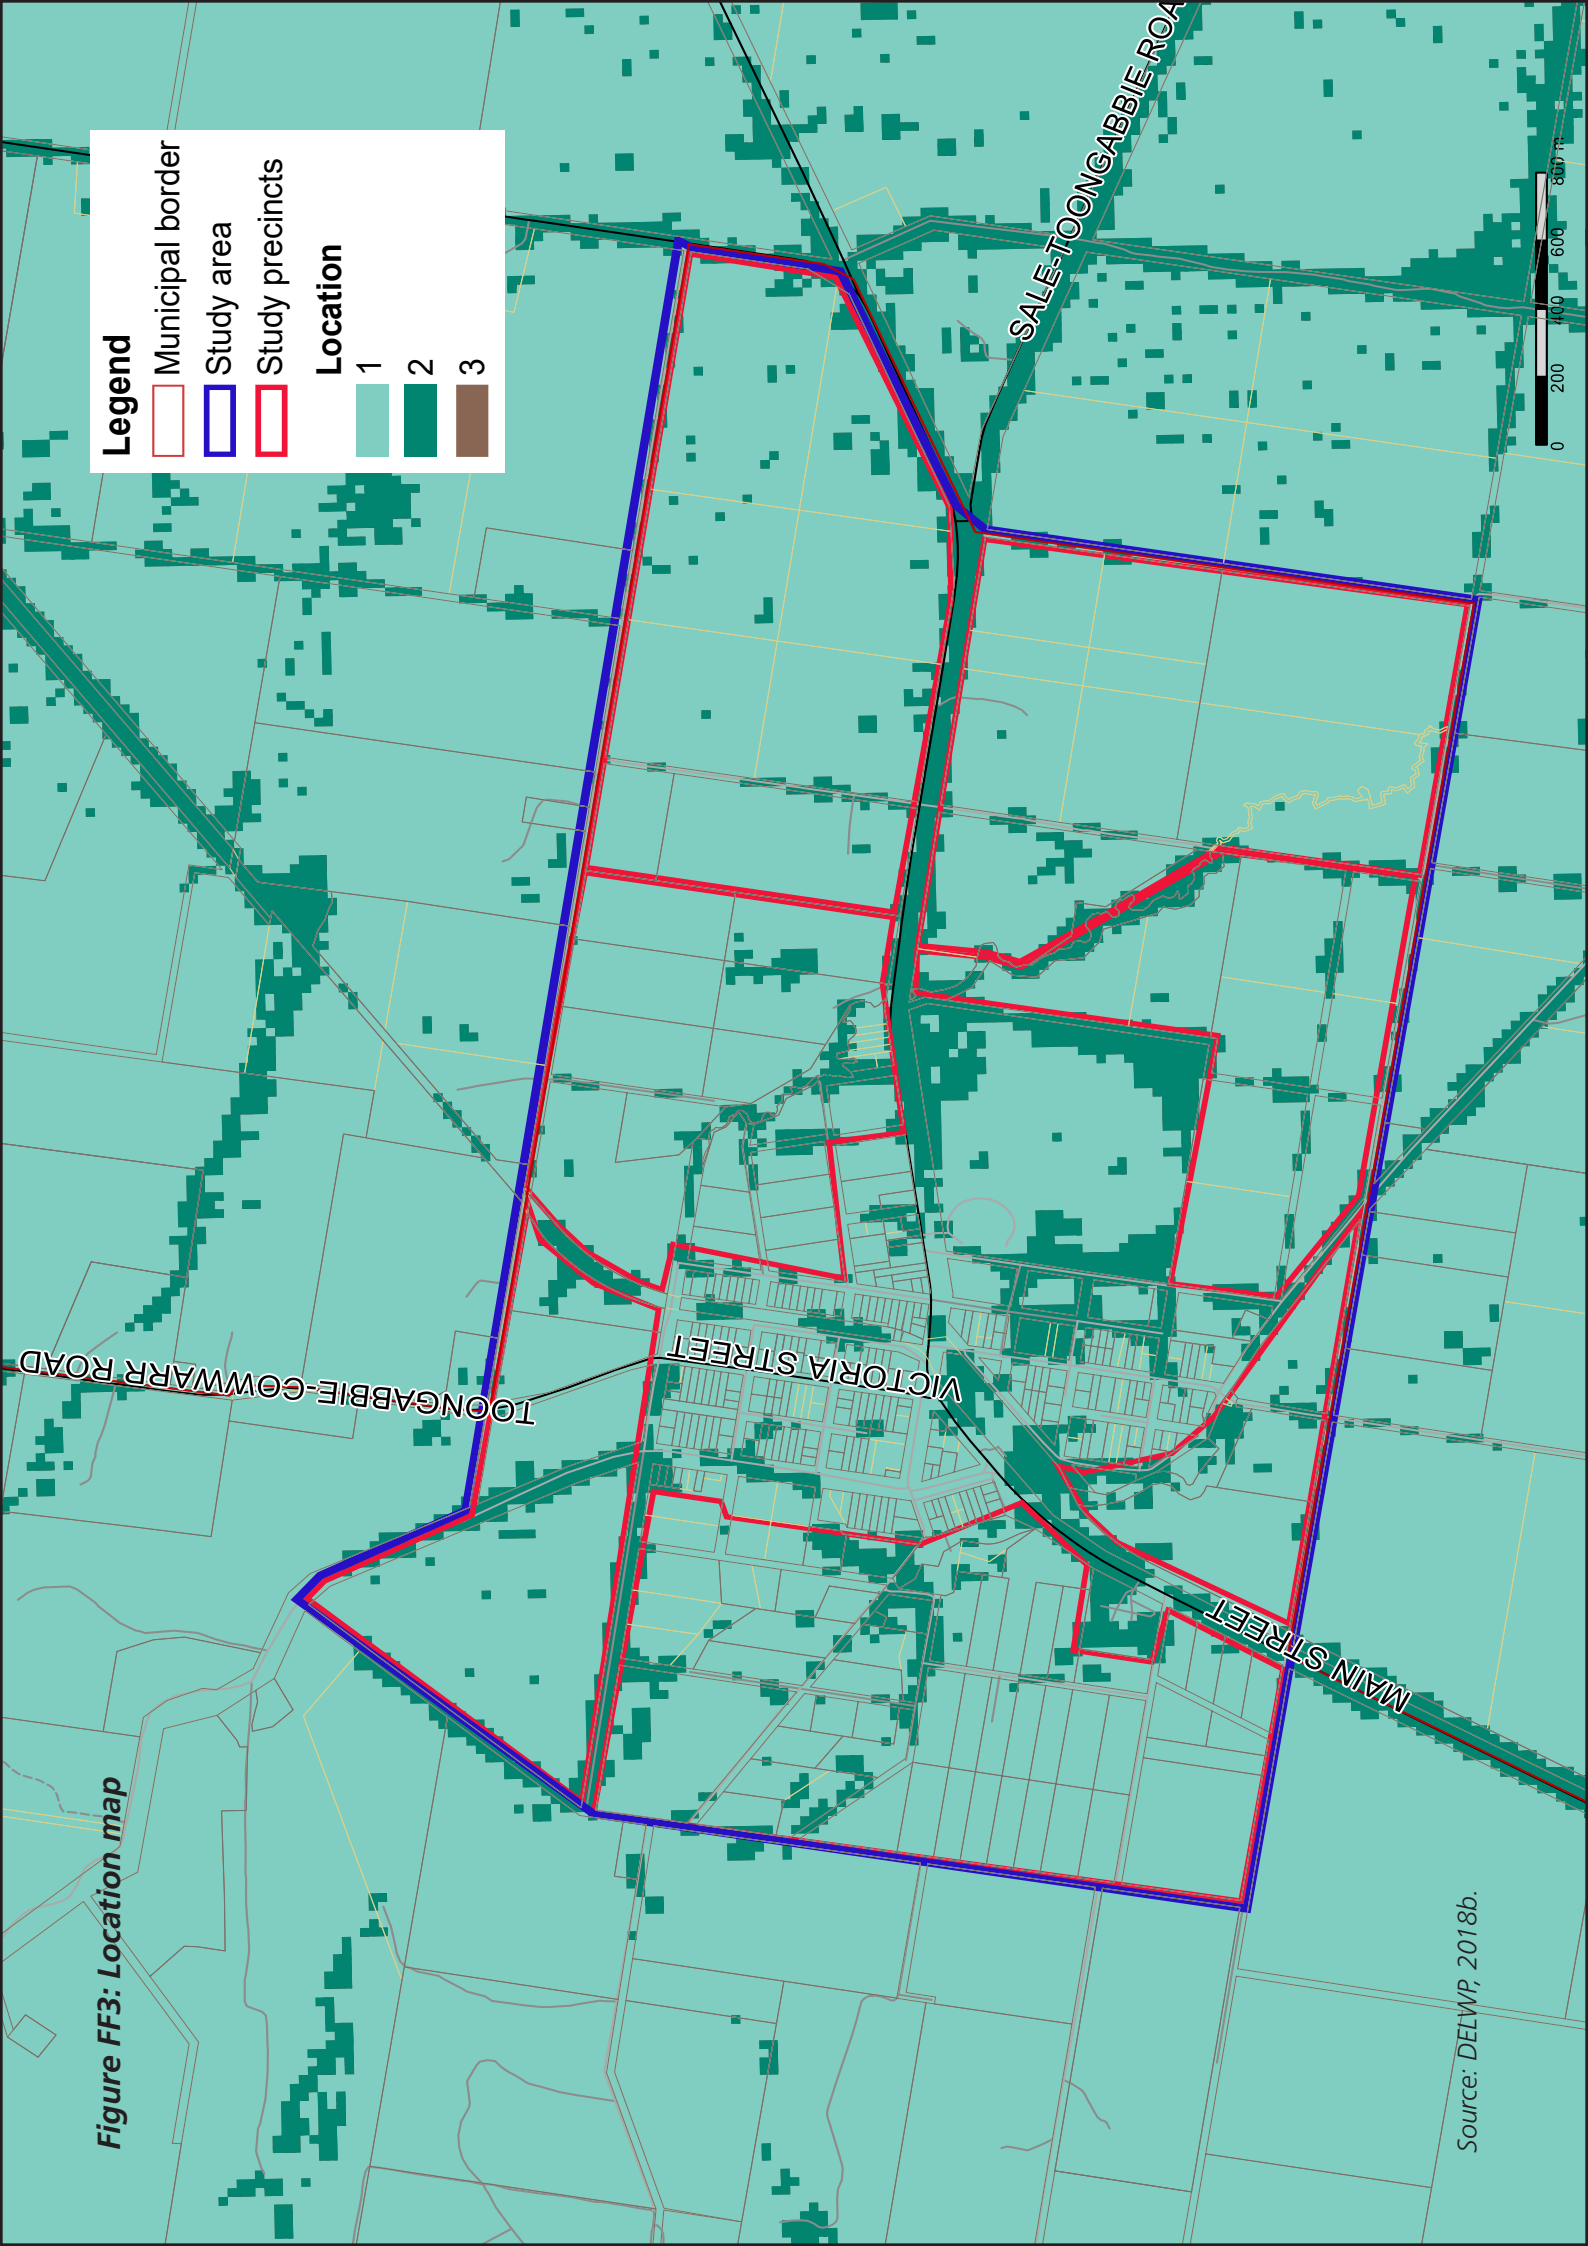 Figure FF3: Location map
Legend
Municipal border
Study area
Study precincts
Location
1
2
3
TOONGABBIE-COWWARR ROAD
VICTORIA STREET
MAIN STREET
SALE-TOONGABBIE ROA
0 200 400 600 800 m
Source: DELWP, 2018b.